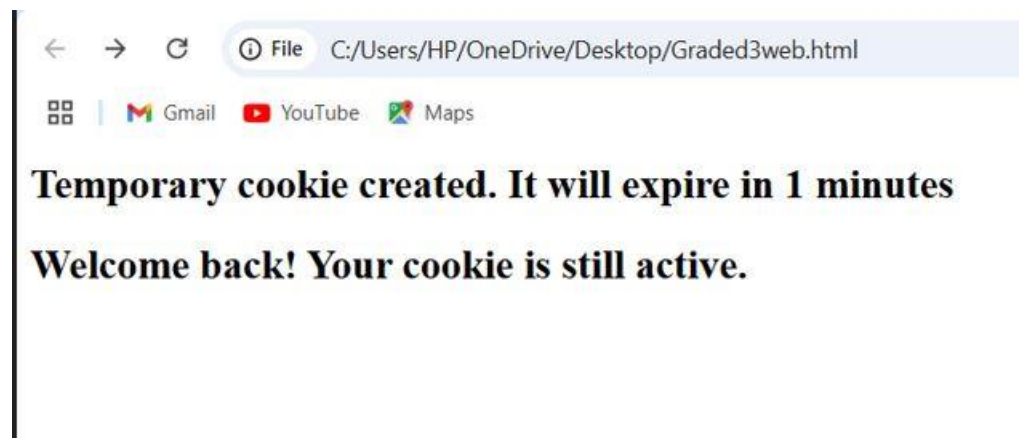 File C:/Users/HP/OneDrive/Desktop/Graded3web.html
Gmail YouTube Maps
Temporary cookie created. It will expire in 1 minutes
Welcome back! Your cookie is still active.